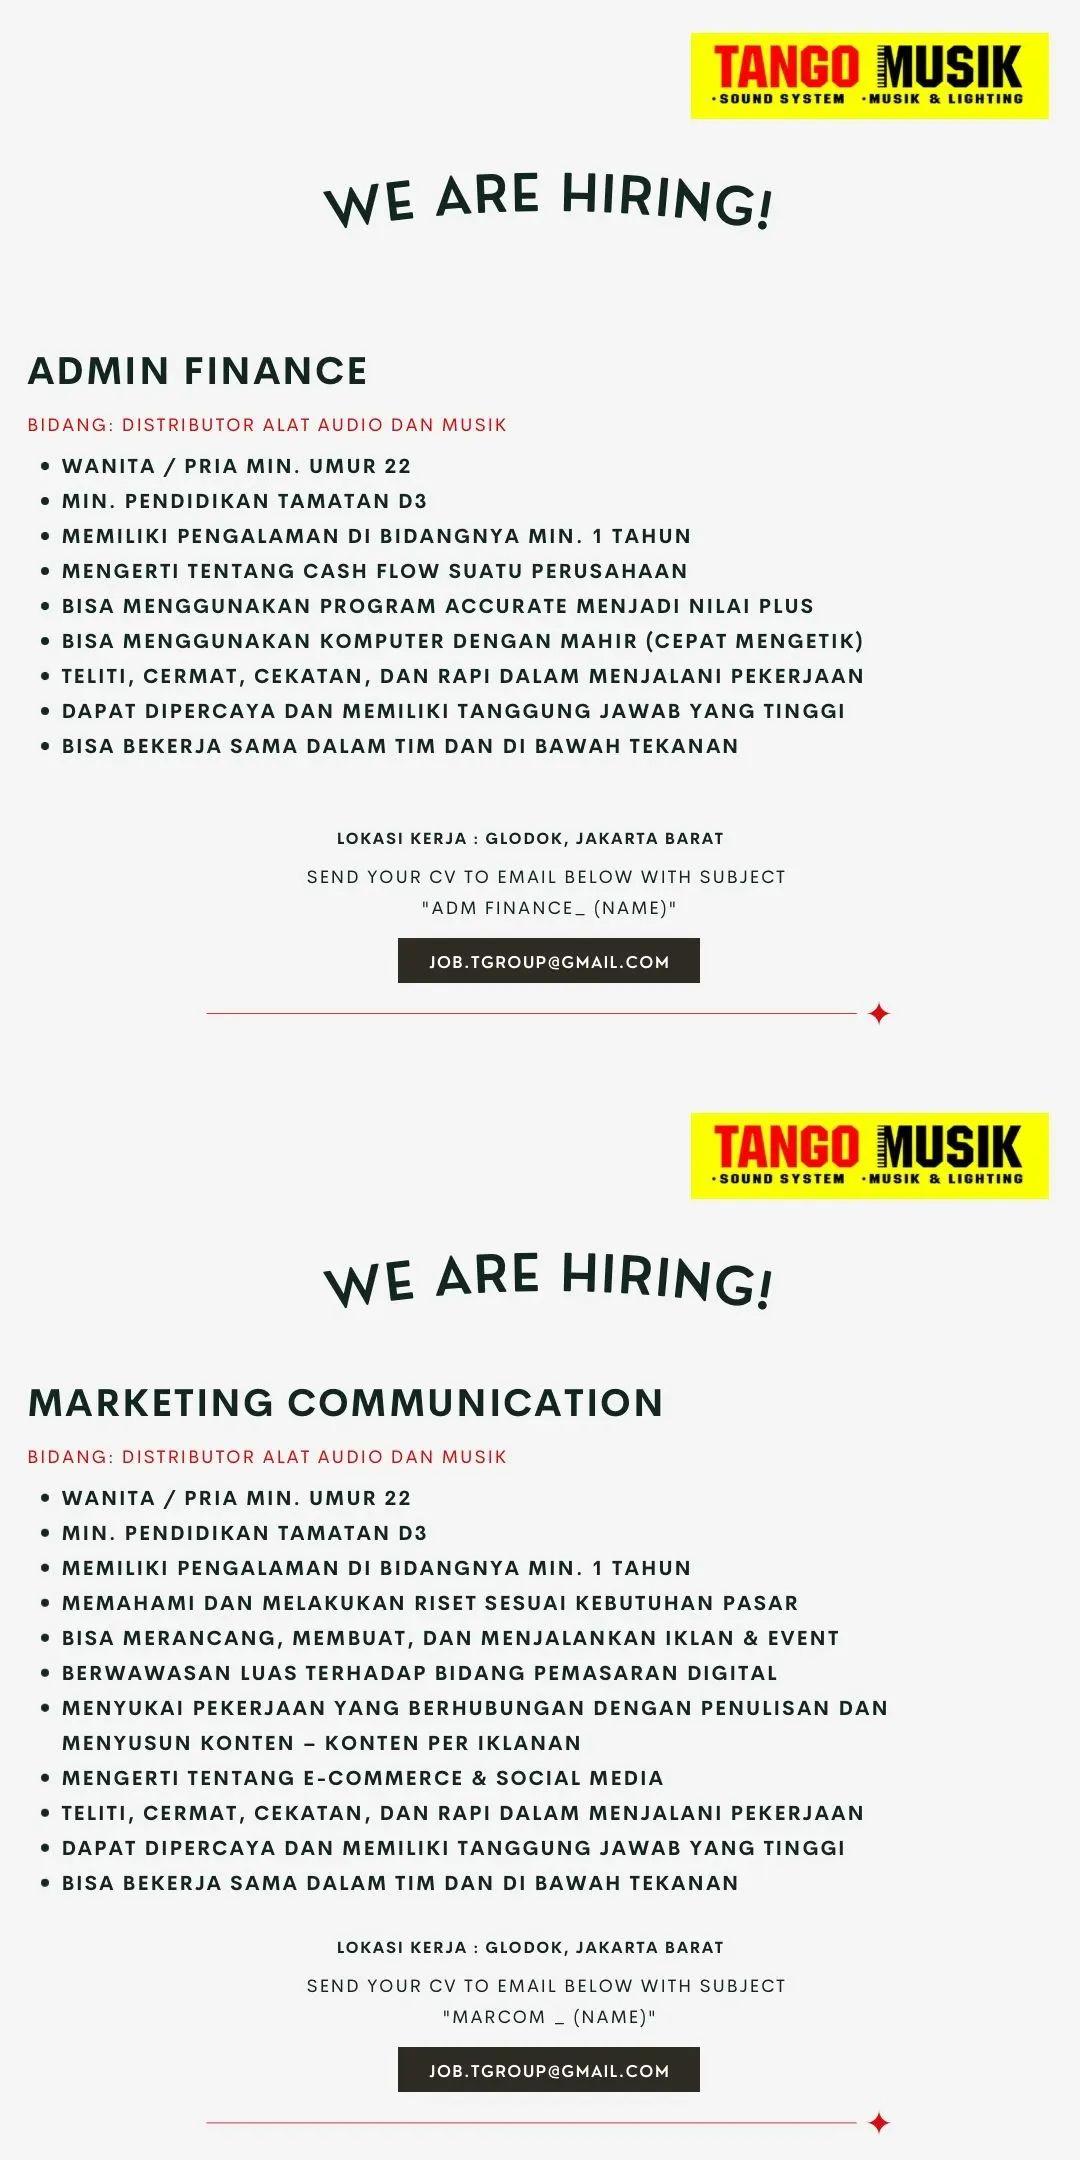 TANGO MUSIK
·SOUND SYSTEM ·MUSIK & LIGHTING
WE ARE HIRING!
ADMIN FINANCE
BIDANG: DISTRIBUTOR ALAT AUDIO DAN MUSIK
• WANITA / PRIA MIN. UMUR 22
• MIN. PENDIDIKAN TAMATAN D3
• MEMILIKI PENGALAMAN DI BIDANGNYA MIN. 1 TAHUN
• MENGERTI TENTANG CASH FLOW SUATU PERUSAHAAN
• BISA MENGGUNAKAN PROGRAM ACCURATE MENJADI NILAI PLUS
• BISA MENGGUNAKAN KOMPUTER DENGAN MAHIR (CEPAT MENGETIK)
• TELITI, CERMAT, CEKATAN, DAN RAPI DALAM MENJALANI PEKERJAAN
• DAPAT DIPERCAYA DAN MEMILIKI TANGGUNG JAWAB YANG TINGGI
• BISA BEKERJA SAMA DALAM TIM DAN DI BAWAH TEKANAN
LOKASI KERJA : GLODOK, JAKARTA BARAT
SEND YOUR CV TO EMAIL BELOW WITH SUBJECT
"ADM FINANCE_ (NAME)"
JOB.TGROUP@GMAIL.COM
TANGO MUSIK
·SOUND SYSTEM ·MUSIK & LIGHTING
WE ARE HIRING!
MARKETING COMMUNICATION
BIDANG: DISTRIBUTOR ALAT AUDIO DAN MUSIK
• WANITA / PRIA MIN. UMUR 22
• MIN. PENDIDIKAN TAMATAN D3
• MEMILIKI PENGALAMAN DI BIDANGNYA MIN. 1 TAHUN
• MEMAHAMI DAN MELAKUKAN RISET SESUAI KEBUTUHAN PASAR
• BISA MERANCANG, MEMBUAT, DAN MENJALANKAN IKLAN & EVENT
• BERWAWASAN LUAS TERHADAP BIDANG PEMASARAN DIGITAL
• MENYUKAI PEKERJAAN YANG BERHUBUNGAN DENGAN PENULISAN DAN
MENYUSUN KONTEN – KONTEN PER IKLANAN
• MENGERTI TENTANG E-COMMERCE & SOCIAL MEDIA
• TELITI, CERMAT, CEKATAN, DAN RAPI DALAM MENJALANI PEKERJAAN
• DAPAT DIPERCAYA DAN MEMILIKI TANGGUNG JAWAB YANG TINGGI
• BISA BEKERJA SAMA DALAM TIM DAN DI BAWAH TEKANAN
LOKASI KERJA : GLODOK, JAKARTA BARAT
SEND YOUR CV TO EMAIL BELOW WITH SUBJECT
"MARCOM _ (NAME)"
JOB.TGROUP@GMAIL.COM